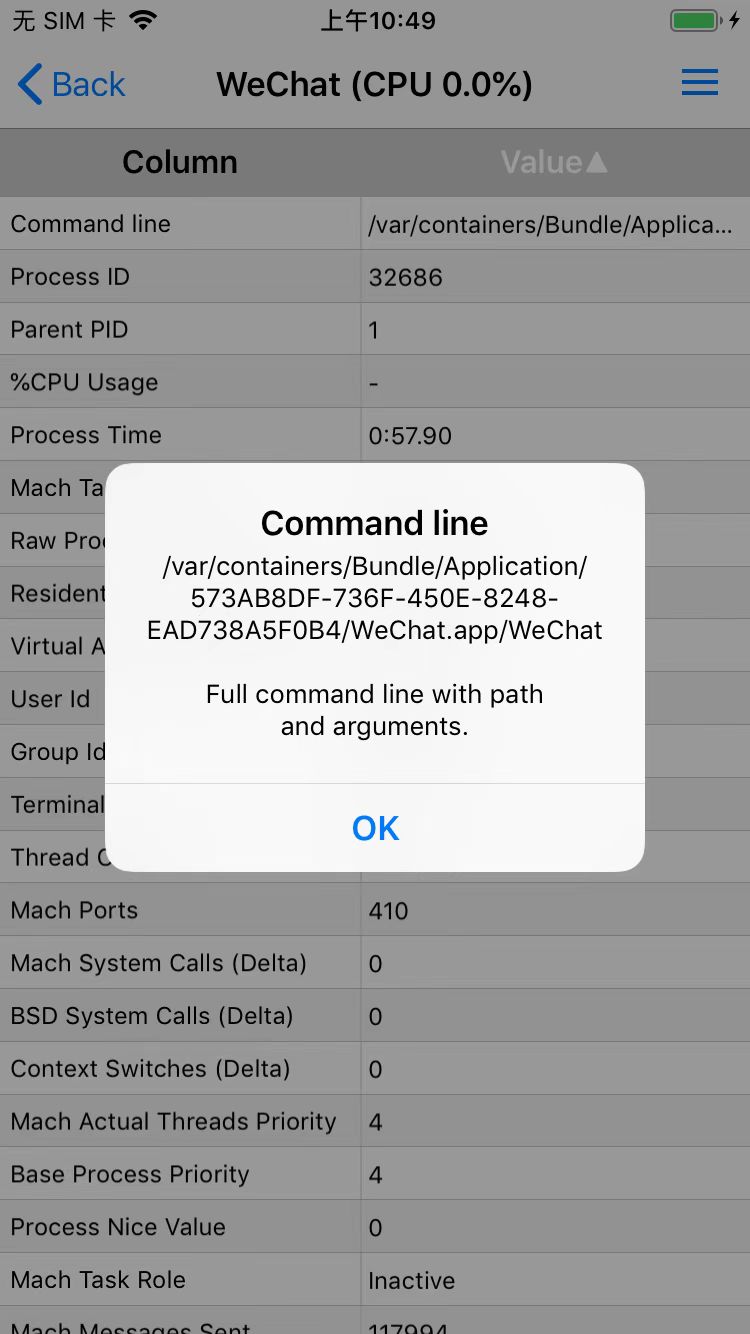 无 SIM 卡 上午10:49
Back WeChat (CPU 0.0%)
Column Value▲
Command line /var/containers/Bundle/Applica...
Process ID 32686
Parent PID 1
%CPU Usage -
Process Time 0:57.90
Mach Ta
Raw Pro
Resident
Virtual A
User Id
Group Id
Terminal
Thread C
Command line
/var/containers/Bundle/Application/
573AB8DF-736F-450E-8248-
EAD738A5F0B4/WeChat.app/WeChat
Full command line with path
and arguments.
OK
Mach Ports 410
Mach System Calls (Delta) 0
BSD System Calls (Delta) 0
Context Switches (Delta) 0
Mach Actual Threads Priority 4
Base Process Priority 4
Process Nice Value 0
Mach Task Role Inactive
Mach Messages Sent 117994